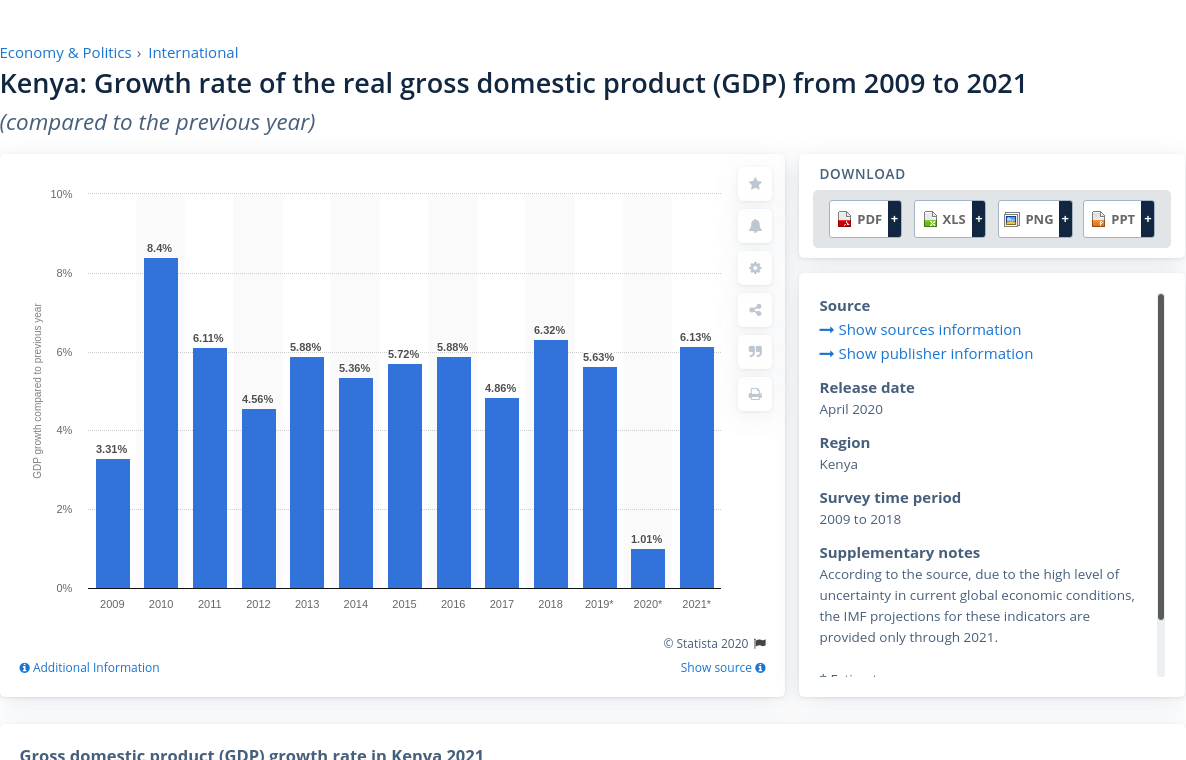 Economy & Politics › International
Kenya: Growth rate of the real gross domestic product (GDP) from 2009 to 2021
(compared to the previous year)
GDP growth compared to previous year
10%
8%
6%
4%
2%
0%
3.31%
8.4%
6.11%
4.56%
5.88%
5.36%
5.72%
5.88%
4.86%
6.32%
5.63%
1.01%
6.13%
2009
2010
2011
2012
2013
2014
2015
2016
2017
2018
2019*
2020*
2021*
© Statista 2020
Additional Information
Show source
DOWNLOAD
PDF +
XLS +
PNG +
PPT +
Source
Show sources information
Show publisher information
Release date
April 2020
Region
Kenya
Survey time period
2009 to 2018
Supplementary notes
According to the source, due to the high level of
uncertainty in current global economic conditions,
the IMF projections for these indicators are
provided only through 2021.
Gross domestic product (GDP) growth rate in Kenya 2021